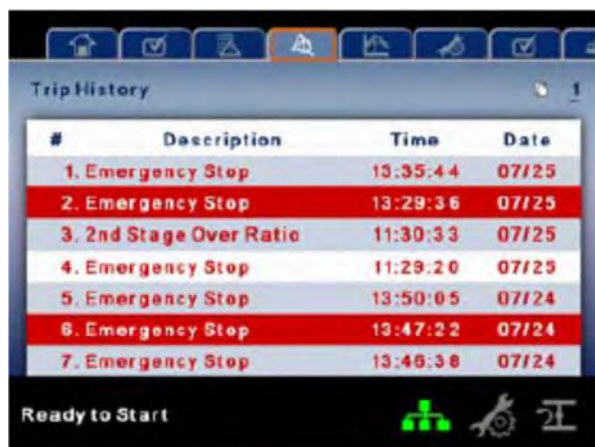 Trip History 1
# Description Time Date
1. Emergency Stop 13:35:44 07/25
2. Emergency Stop 13:29:36 07/25
3. 2nd Stage Over Ratio 11:30:33 07/25
4. Emergency Stop 11:29:20 07/25
5. Emergency Stop 13:50:05 07/24
6. Emergency Stop 13:47:22 07/24
7. Emergency Stop 13:46:38 07/24
Ready to Start